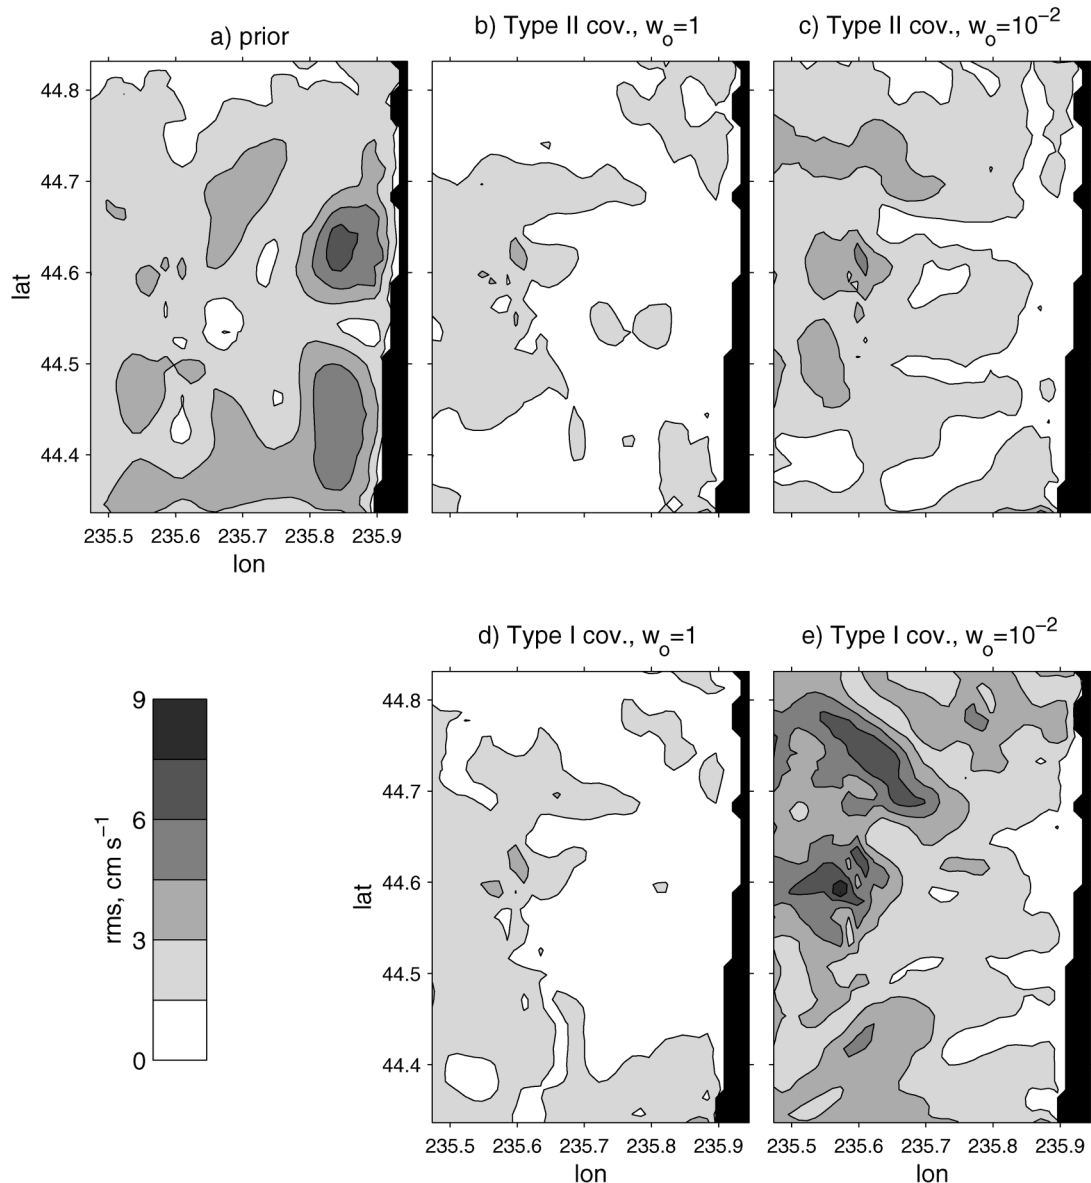 a) prior
b) Type II cov., wₒ=1
c) Type II cov., wₒ=10⁻²
44.8
44.7
44.6
44.5
44.4
lat
235.5 235.6 235.7 235.8 235.9
lon
d) Type I cov., wₒ=1
e) Type I cov., wₒ=10⁻²
9
6
3
0
rms, cm s⁻¹
44.8
44.7
44.6
44.5
44.4
lat
235.5 235.6 235.7 235.8 235.9
lon
235.5 235.6 235.7 235.8 235.9
lon